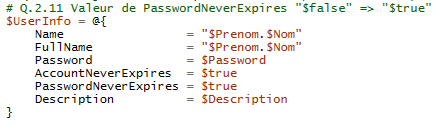 # Q.2.11 Valeur de PasswordNeverExpires "$false" => "$true"
$UserInfo = @{
Name = "$Prenom.$Nom"
FullName = "$Prenom.$Nom"
Password = $Password
AccountNeverExpires = $true
PasswordNeverExpires = $true
Description = $Description
}